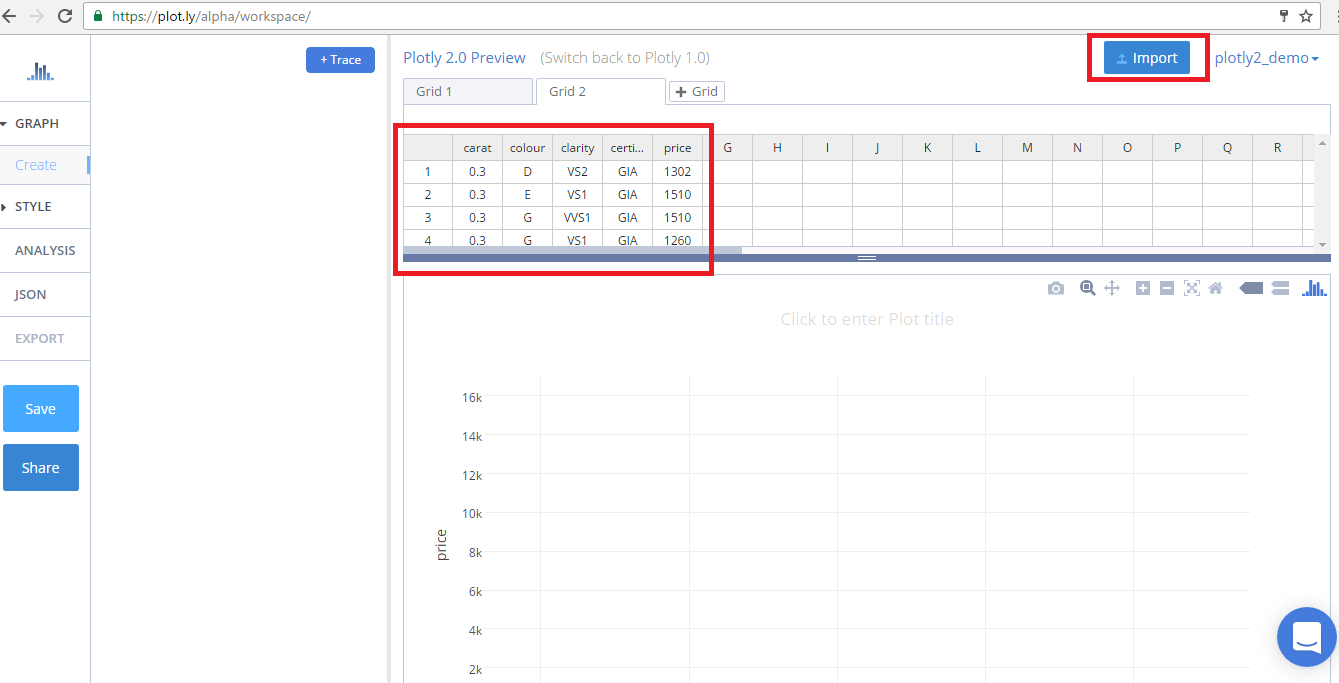 https://plot.ly/alpha/workspace/
+ Trace
Plotly 2.0 Preview (Switch back to Plotly 1.0)
Import
plotly2_demo
Grid 1 Grid 2 + Grid
GRAPH
Create
STYLE
ANALYSIS
JSON
EXPORT
Save
Share
carat colour clarity certi... price G H I J K L M N O P Q R
1 0.3 D VS2 GIA 1302
2 0.3 E VS1 GIA 1510
3 0.3 G VVS1 GIA 1510
4 0.3 G VS1 GIA 1260
Click to enter Plot title
16k
14k
12k
10k
8k
6k
4k
2k
price